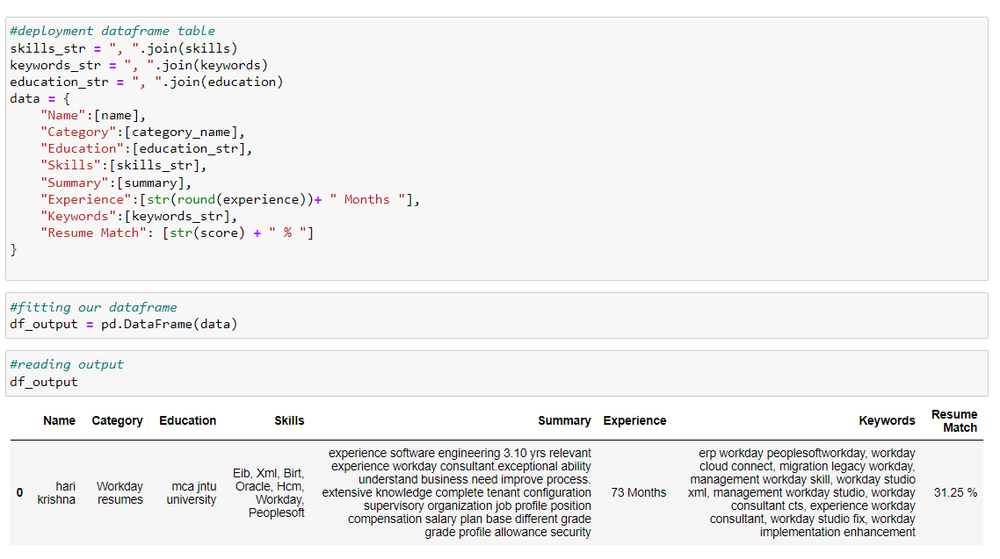 #deployment dataframe table
skills_str = ", ".join(skills)
keywords_str = ", ".join(keywords)
education_str = ", ".join(education)
data = {
    "Name":[name],
    "Category":[category_name],
    "Education":[education_str],
    "Skills":[skills_str],
    "Summary":[summary],
    "Experience":[str(round(experience))+ " Months "],
    "Keywords":[keywords_str],
    "Resume Match": [str(score) + " % "]
}
#fitting our dataframe
df_output = pd.DataFrame(data)
#reading output
df_output
Name Category Education Skills Summary Experience Keywords Resume Match
0
hari
krishna
Workday
resumes
mca jntu
university
Eib, Xml, Birt,
Oracle, Hcm,
Workday,
Peoplesoft
experience software engineering 3.10 yrs relevant
experience workday consultant.exceptional ability
understand business need improve process.
extensive knowledge complete tenant configuration
supervisory organization job profile position
compensation salary plan base different grade
grade profile allowance security
73 Months
erp workday peoplesoftworkday, workday
cloud connect, migration legacy workday,
management workday skill, workday studio
xml, management workday studio, workday
consultant cts, experience workday
consultant, workday studio fix, workday
implementation enhancement
31.25 %